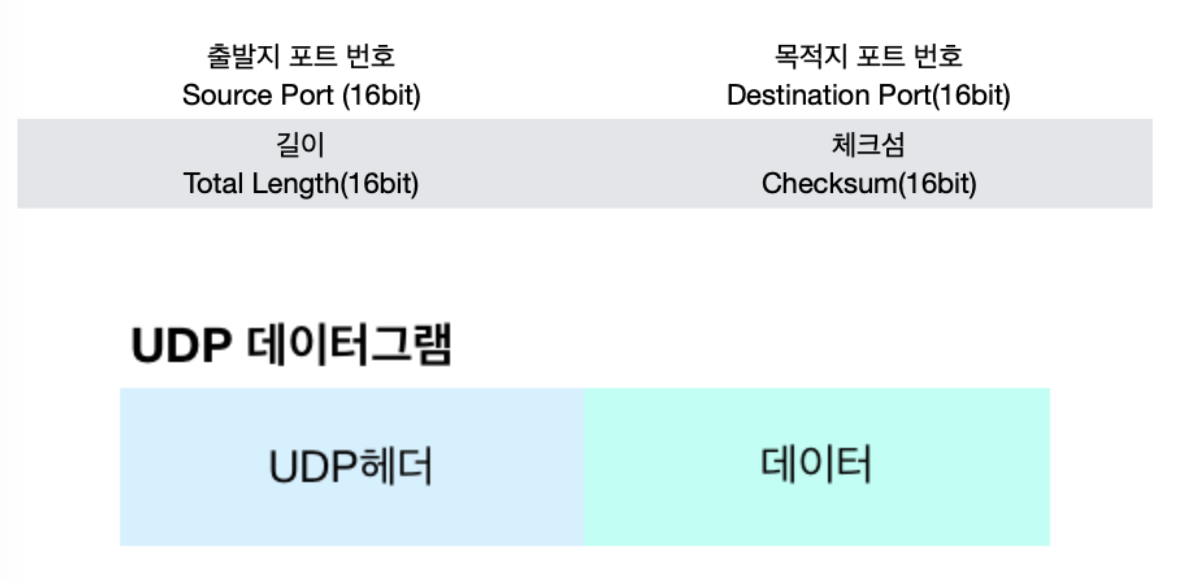 출발지 포트 번호
Source Port (16bit)
목적지 포트 번호
Destination Port(16bit)
길이
Total Length(16bit)
체크섬
Checksum(16bit)
UDP 데이터그램
UDP헤더
데이터